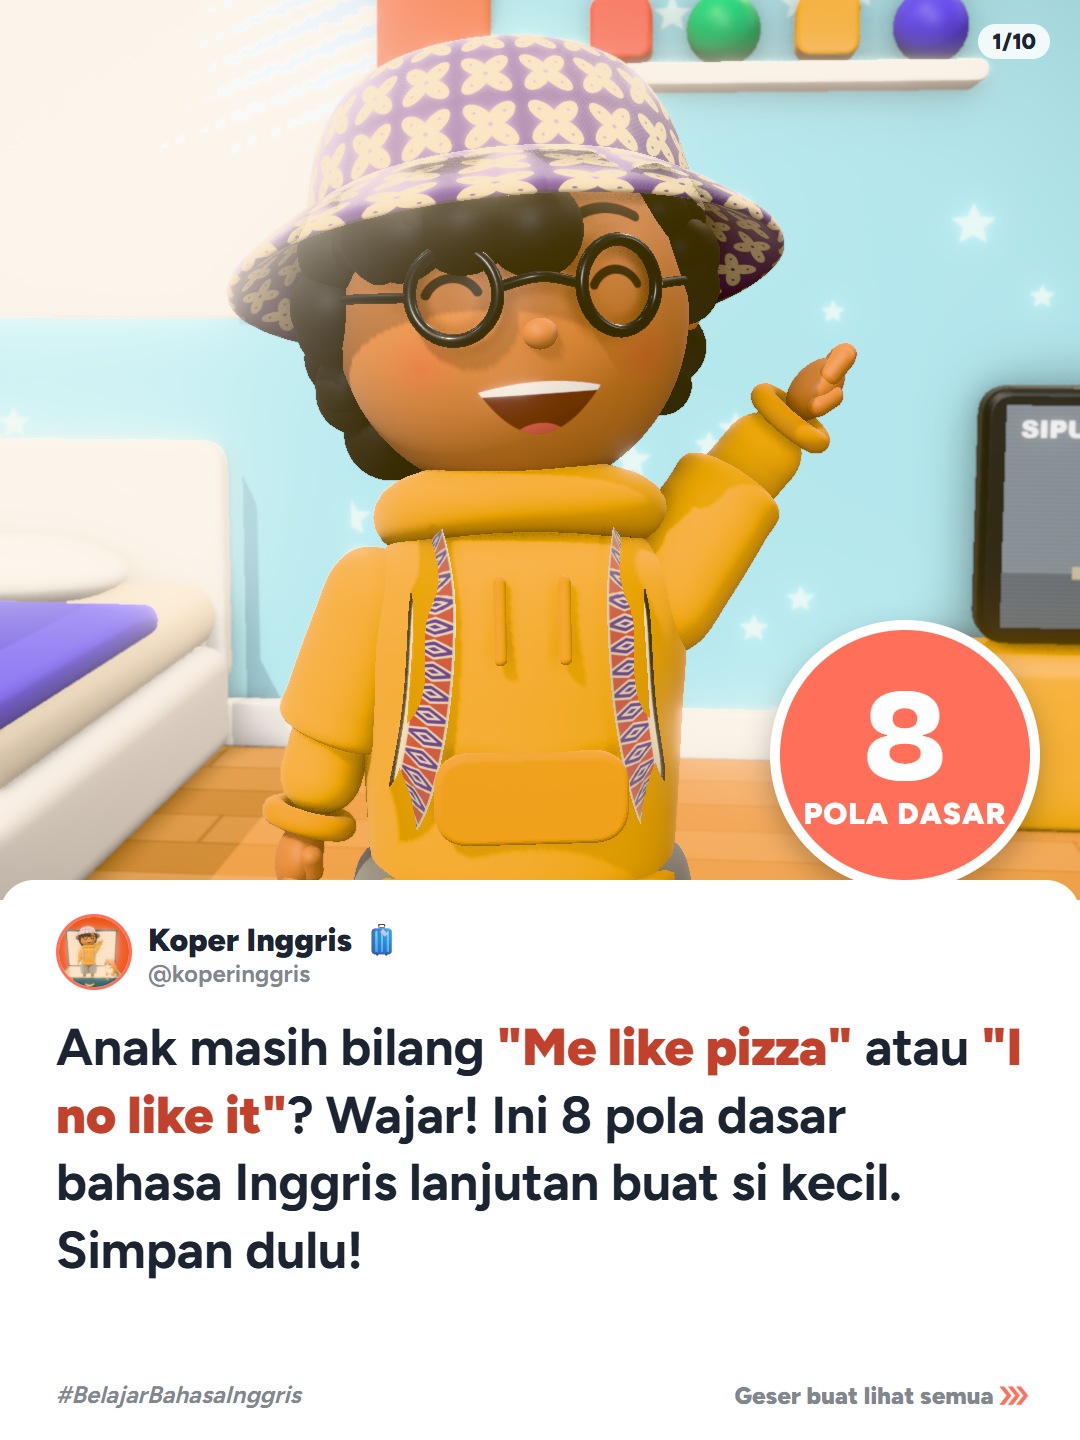 1/10
SIPU
8
POLA DASAR
Koper Inggris
@koperinggris
Anak masih bilang "Me like pizza" atau "I
no like it"? Wajar! Ini 8 pola dasar
bahasa Inggris lanjutan buat si kecil.
Simpan dulu!
#BelajarBahasaInggris
Geser buat lihat semua